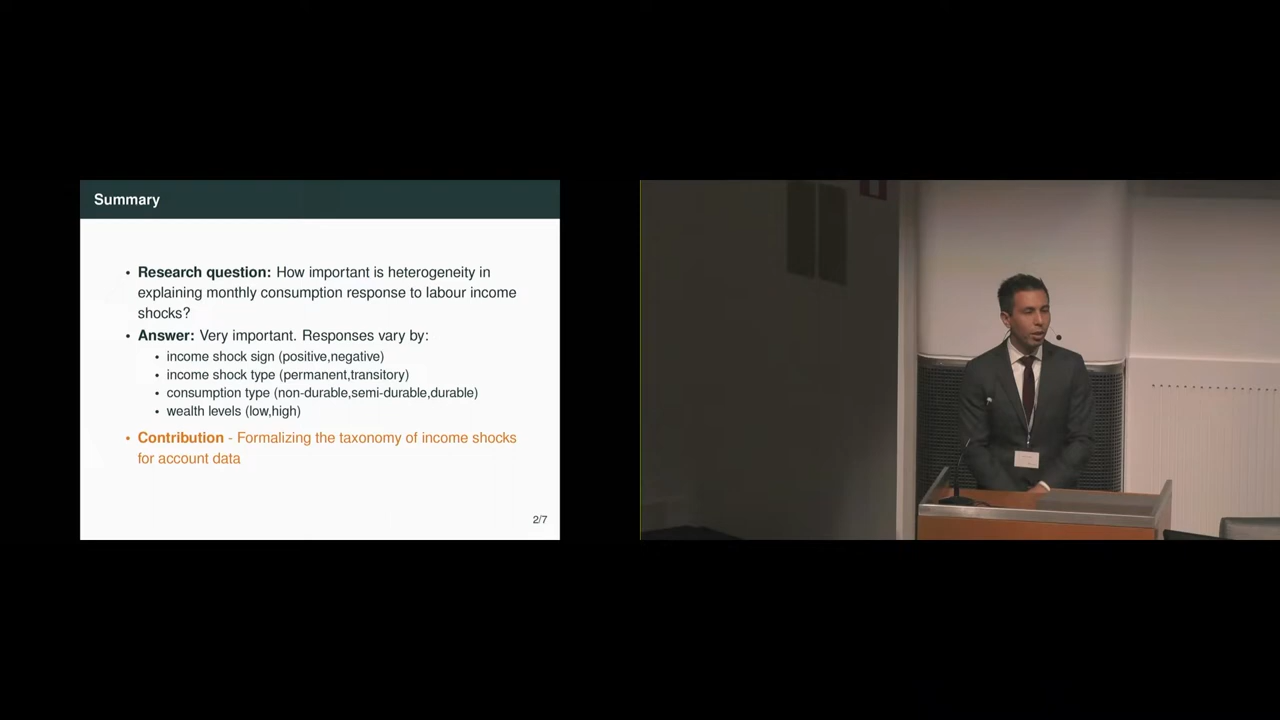 Summary
• Research question: How important is heterogeneity in
explaining monthly consumption response to labour income
shocks?
• Answer: Very important. Responses vary by:
• income shock sign (positive,negative)
• income shock type (permanent,transitory)
• consumption type (non-durable,semi-durable,durable)
• wealth levels (low,high)
• Contribution - Formalizing the taxonomy of income shocks
for account data
2/7